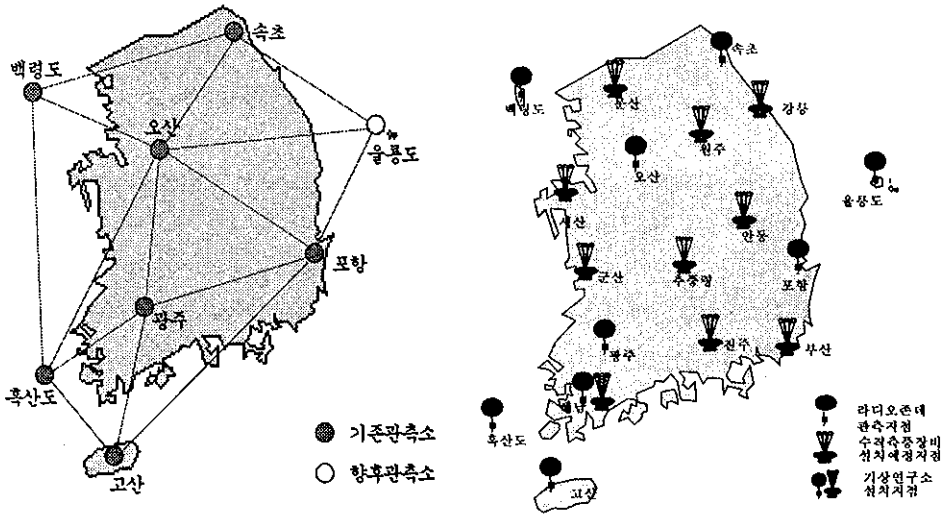 속초
백령도
오산
울릉도
포항
광주
흑산도
고산
기존관측소
향후관측소
속초
백령도
문산
강릉
원주
오산
울릉도
서산
안동
군산
추풍령
포항
광주
진주
부산
해남
흑산도
고산
라디오존데
관측지점
수직측풍장비
설치예정지점
기상연구소
설치지점